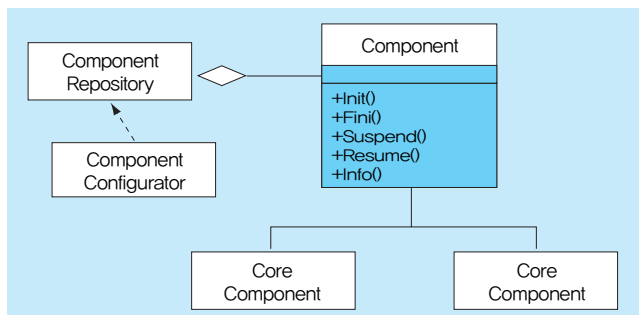 Component
Repository
Component
Configurator
Component
+Init()
+Fini()
+Suspend()
+Resume()
+Info()
Core
Component
Core
Component